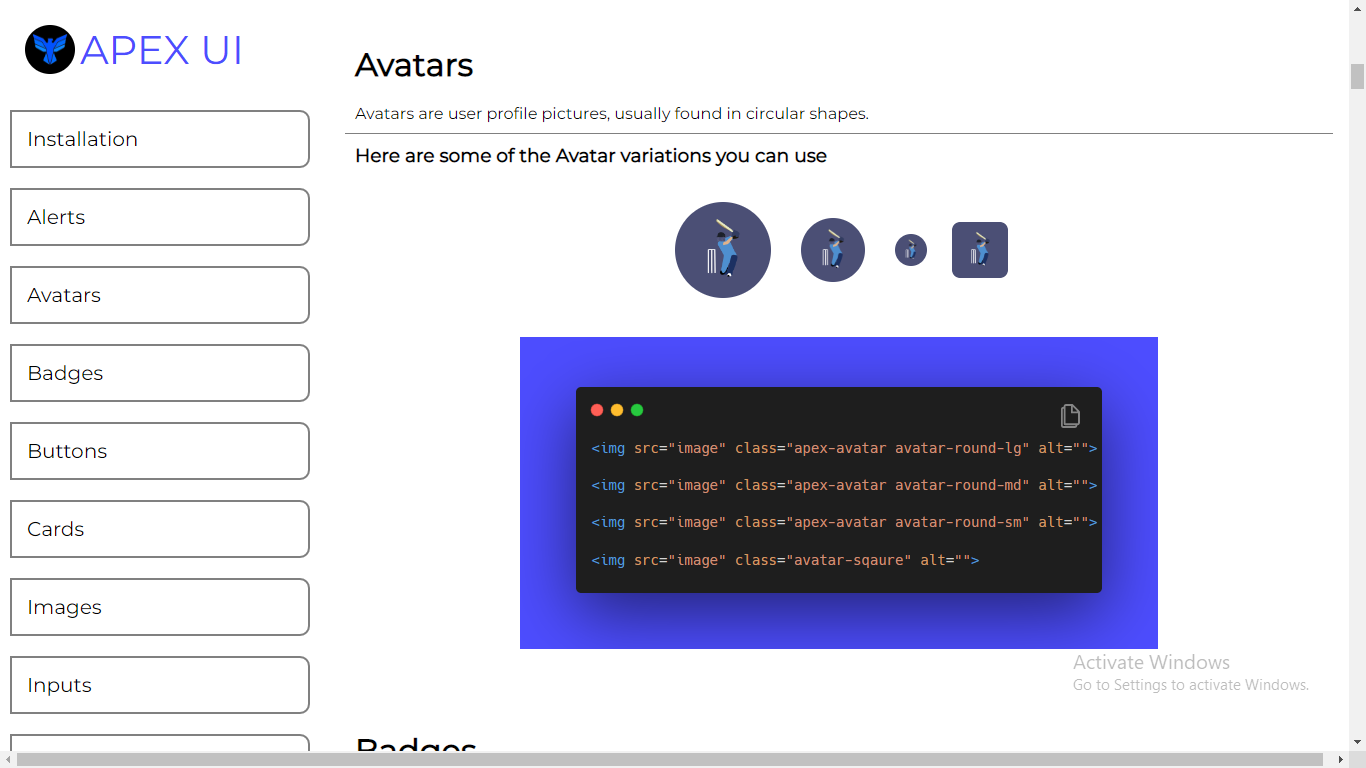 APEX UI
Installation
Alerts
Avatars
Badges
Buttons
Cards
Images
Inputs
Avatars
Avatars are user profile pictures, usually found in circular shapes.
Here are some of the Avatar variations you can use
<img src="image" class="apex-avatar avatar-round-lg" alt="">
<img src="image" class="apex-avatar avatar-round-md" alt="">
<img src="image" class="apex-avatar avatar-round-sm" alt="">
<img src="image" class="avatar-sqaure" alt="">
Activate Windows
Go to Settings to activate Windows.
Badges